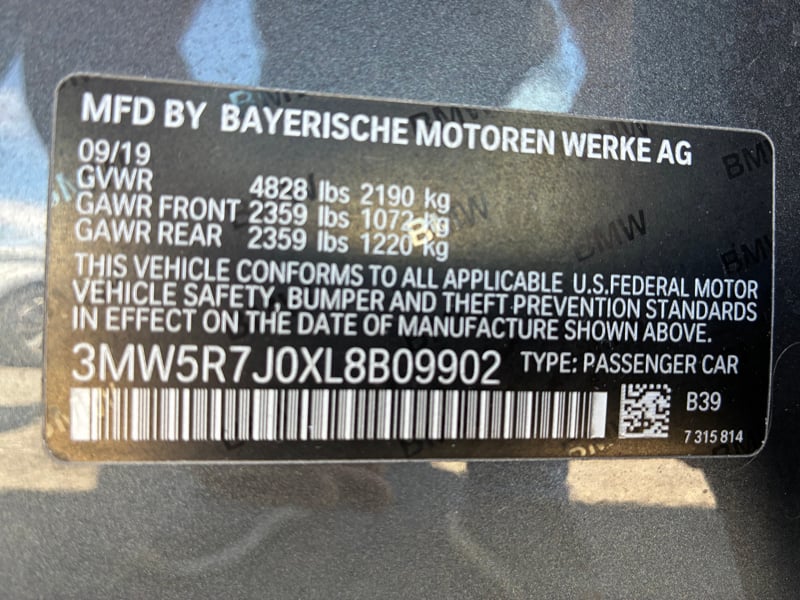 MFD BY BAYERISCHE MOTOREN WERKE AG
09/19
GVWR 4828 lbs 2190 kg
GAWR FRONT 2359 lbs 1072 kg
GAWR REAR 2359 lbs 1220 kg
THIS VEHICLE CONFORMS TO ALL APPLICABLE U.S.FEDERAL MOTOR
VEHICLE SAFETY, BUMPER AND THEFT PREVENTION STANDARDS
IN EFFECT ON THE DATE OF MANUFACTURE SHOWN ABOVE.
3MW5R7J0XL8B09902 TYPE: PASSENGER CAR
B39
7 315 814